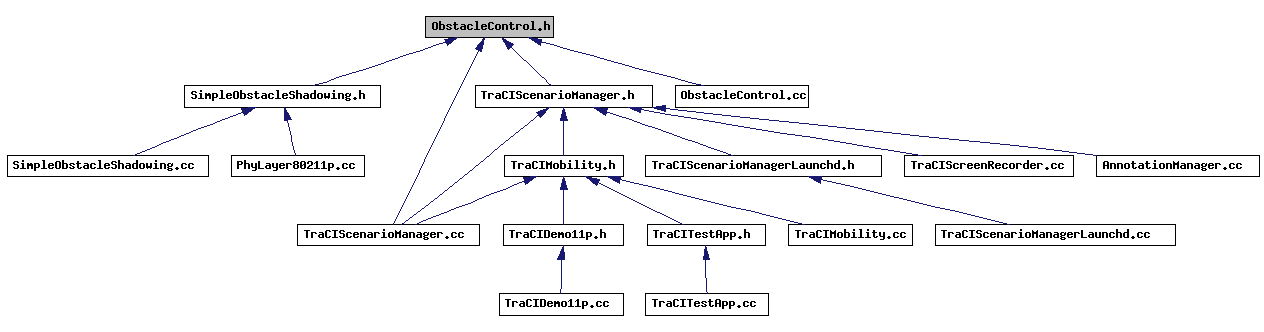 ObstacleControl.h
SimpleObstacleShadowing.h
TraCIScenarioManager.h
ObstacleControl.cc
SimpleObstacleShadowing.cc
PhyLayer80211p.cc
TraCIMobility.h
TraCIScenarioManagerLaunchd.h
TraCIScreenRecorder.cc
AnnotationManager.cc
TraCIScenarioManager.cc
TraCIDemo11p.h
TraCITestApp.h
TraCIMobility.cc
TraCIScenarioManagerLaunchd.cc
TraCIDemo11p.cc
TraCITestApp.cc